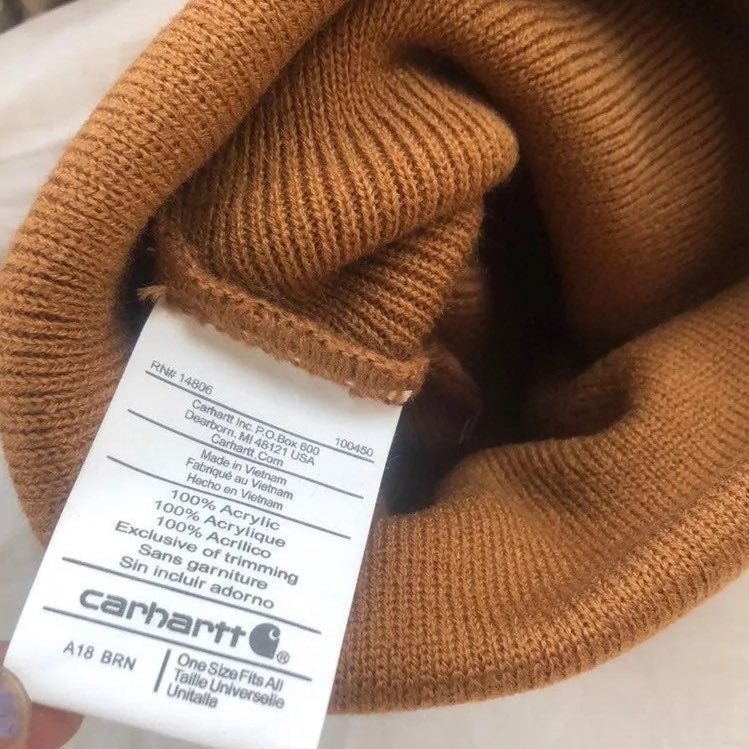 RN# 14806
100450
Carhartt Inc. P.O.Box 600
Dearborn. MI 48121 USA
Carhartt.Com
Made in Vietnam
Fabriqué au Vietnam
Hecho en Vietnam
100% Acrylic
100% Acrylique
100% Acrílico
Exclusive of trimming
Sans garniture
Sin incluir adorno
carhartt®
A18 BRN
One Size Fits All
Taille Universelle
Unitalla